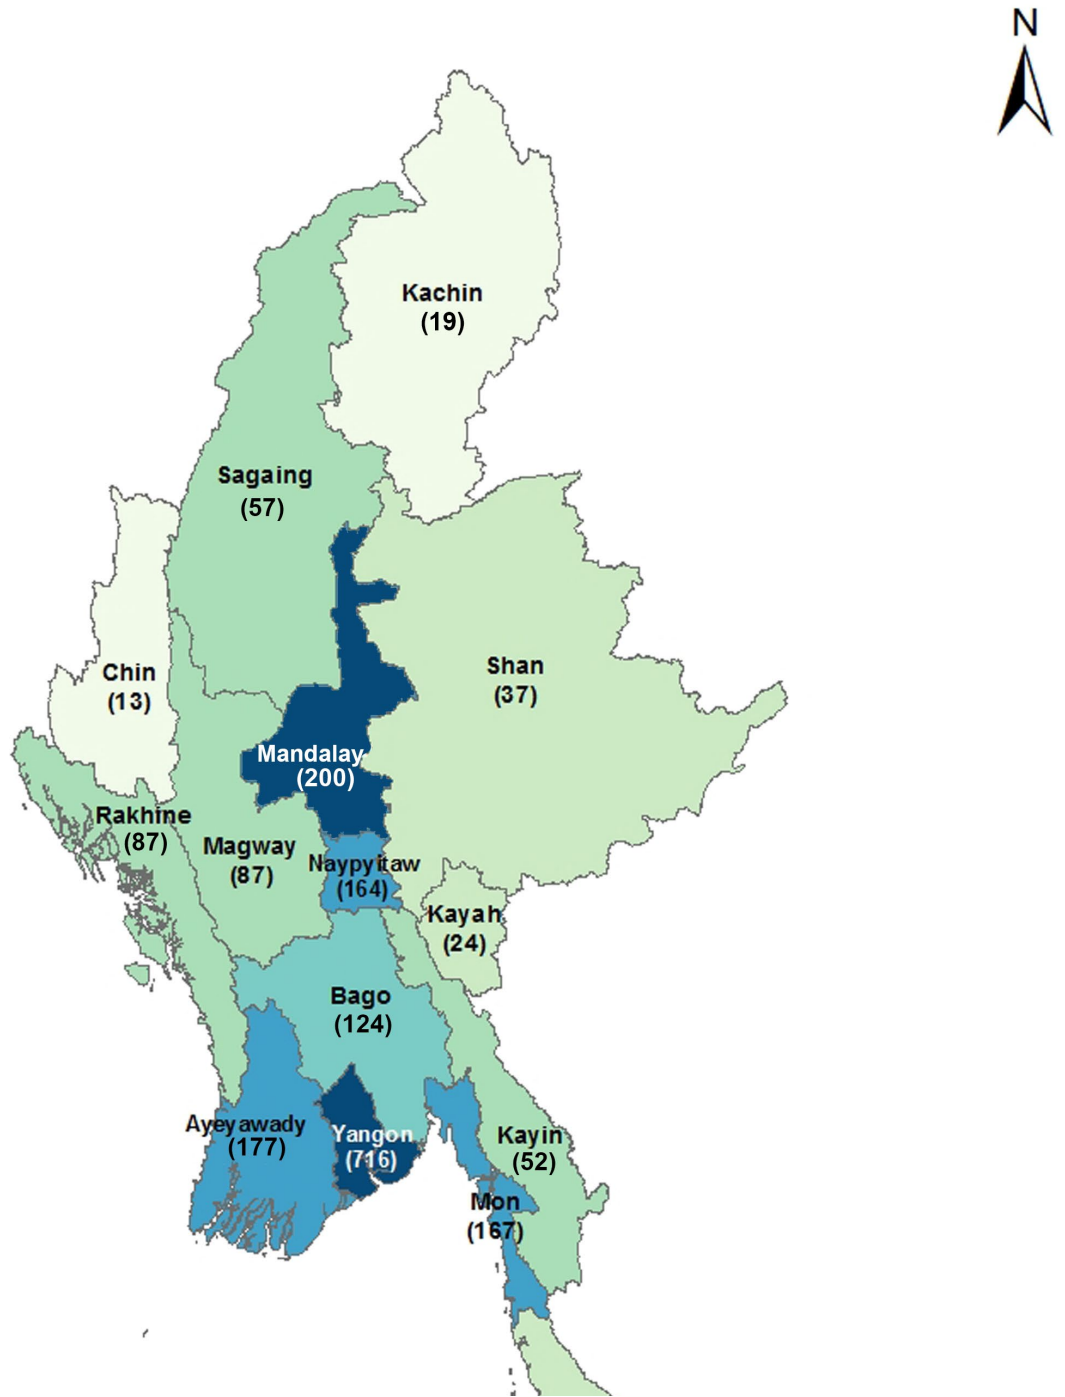 N
Kachin
(19)
Sagaing
(57)
Shan
(37)
Chin
(13)
Mandalay
(200)
Rakhine
(87)
Magway
(87)
Naypyitaw
(164)
Kayah
(24)
Bago
(124)
Ayeyawady
(177)
Yangon
(716)
Kayin
(52)
Mon
(167)